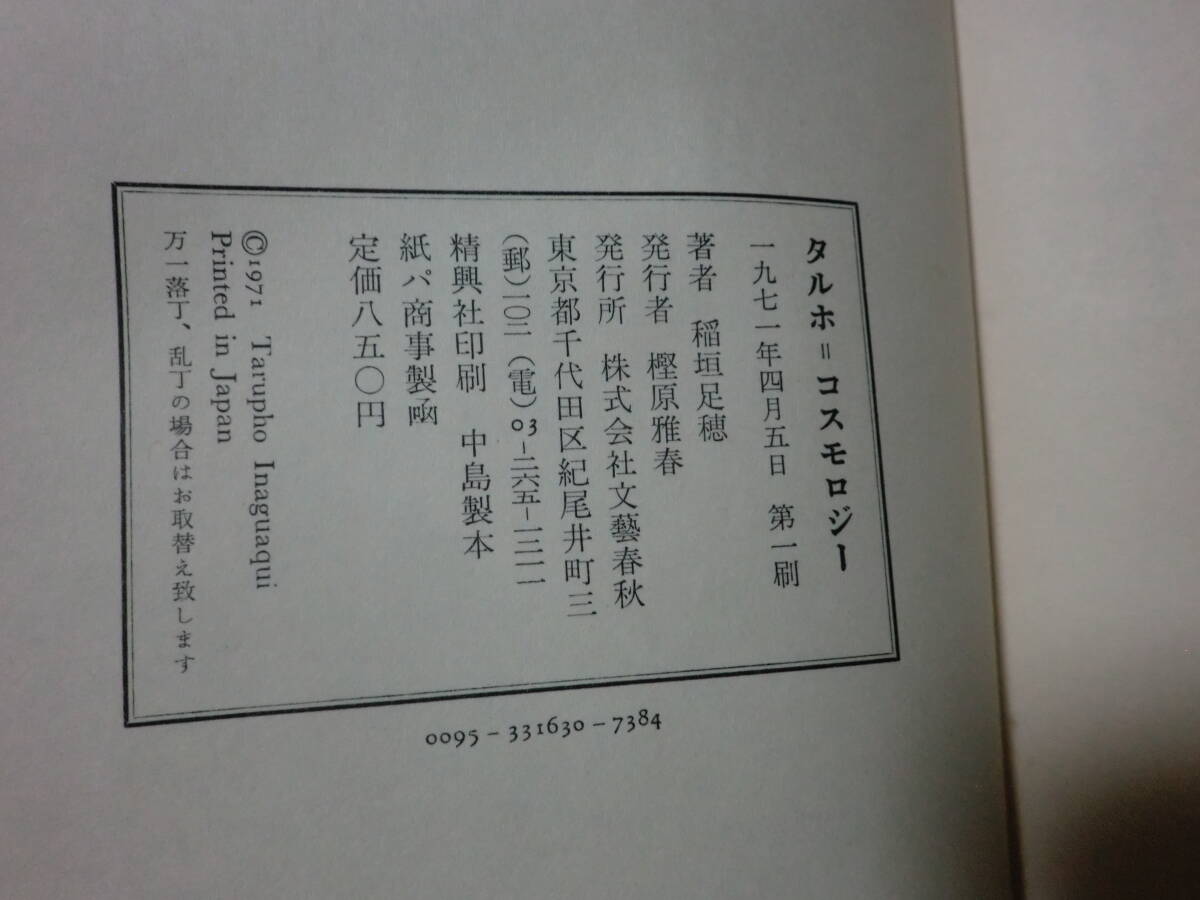 タルホ＝コスモロジー
一九七一年四月五日　第一刷
著者　稲垣足穂
発行者　樫原雅春
発行所　株式会社文藝春秋
東京都千代田区紀尾井町三
(郵)一〇二 (電)03－二六五－一二一一
精興社印刷　中島製本
紙パ商事製函
定価八五〇円
©1971 Tarupho Inaguaqui
Printed in Japan
万一落丁、乱丁の場合はお取替え致します
0095－331630－7384